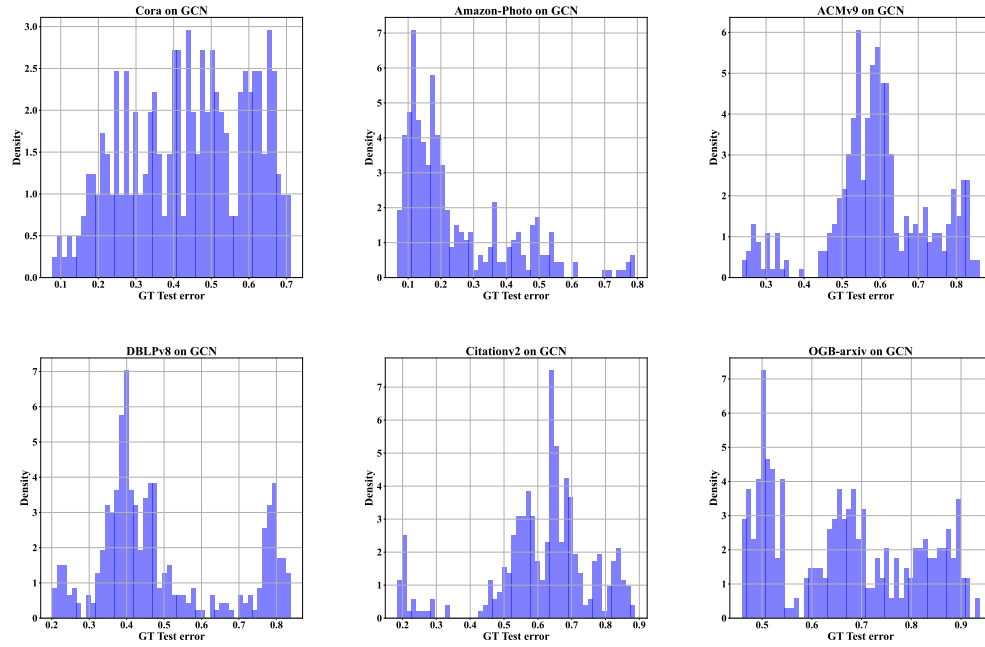 Cora on GCN
Density
3.0
2.5
2.0
1.5
1.0
0.5
0.0
0.1 0.2 0.3 0.4 0.5 0.6 0.7
GT Test error
Amazon-Photo on GCN
Density
7
6
5
4
3
2
1
0
0.1 0.2 0.3 0.4 0.5 0.6 0.7 0.8
GT Test error
ACMv9 on GCN
Density
6
5
4
3
2
1
0
0.3 0.4 0.5 0.6 0.7 0.8
GT Test error
DBLPv8 on GCN
Density
7
6
5
4
3
2
1
0
0.2 0.3 0.4 0.5 0.6 0.7 0.8
GT Test error
Citationv2 on GCN
Density
7
6
5
4
3
2
1
0
0.2 0.3 0.4 0.5 0.6 0.7 0.8 0.9
GT Test error
OGB-arxiv on GCN
Density
7
6
5
4
3
2
1
0
0.5 0.6 0.7 0.8 0.9
GT Test error